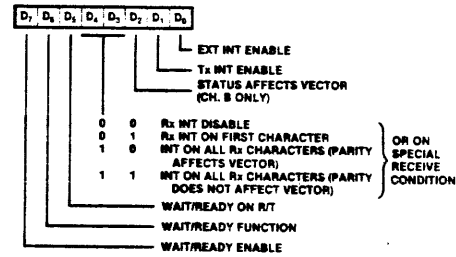 D7 D6 D5 D4 D3 D2 D1 D0
EXT INT ENABLE
Tx INT ENABLE
STATUS AFFECTS VECTOR
(CH. B ONLY)
0 0 Rx INT DISABLE
0 1 Rx INT ON FIRST CHARACTER
1 0 INT ON ALL Rx CHARACTERS (PARITY
AFFECTS VECTOR)
1 1 INT ON ALL Rx CHARACTERS (PARITY
DOES NOT AFFECT VECTOR)
OR ON
SPECIAL
RECEIVE
CONDITION
WAIT/READY ON R/T
WAIT/READY FUNCTION
WAIT/READY ENABLE